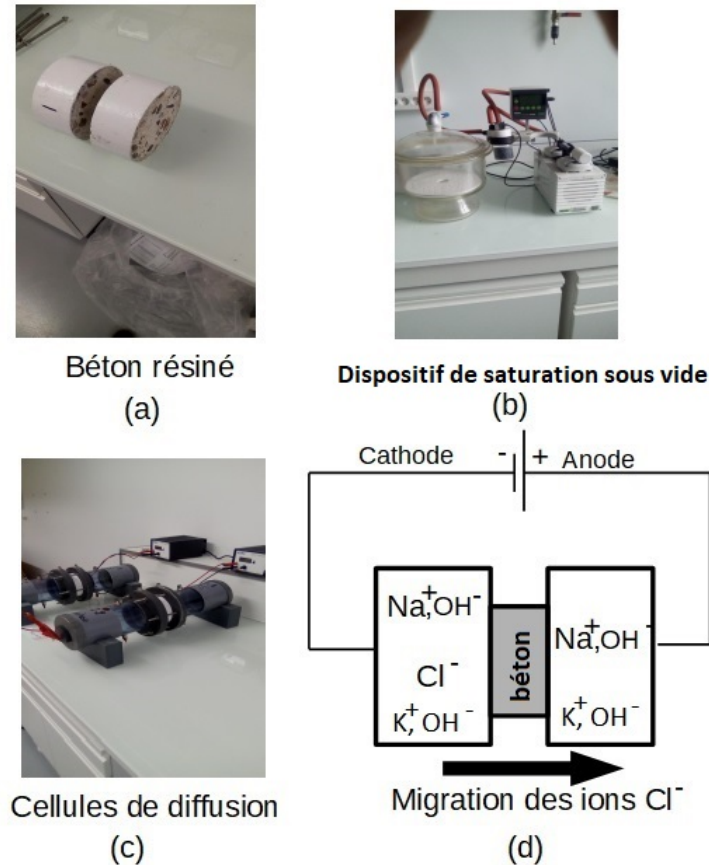 Béton résiné
(a)
Dispositif de saturation sous vide
(b)
Cathode - + Anode
Na⁺,OH⁻
Cl⁻
K⁺,OH⁻
béton
Na⁺,OH⁻
K⁺,OH⁻
Migration des ions Cl⁻
(d)
Cellules de diffusion
(c)